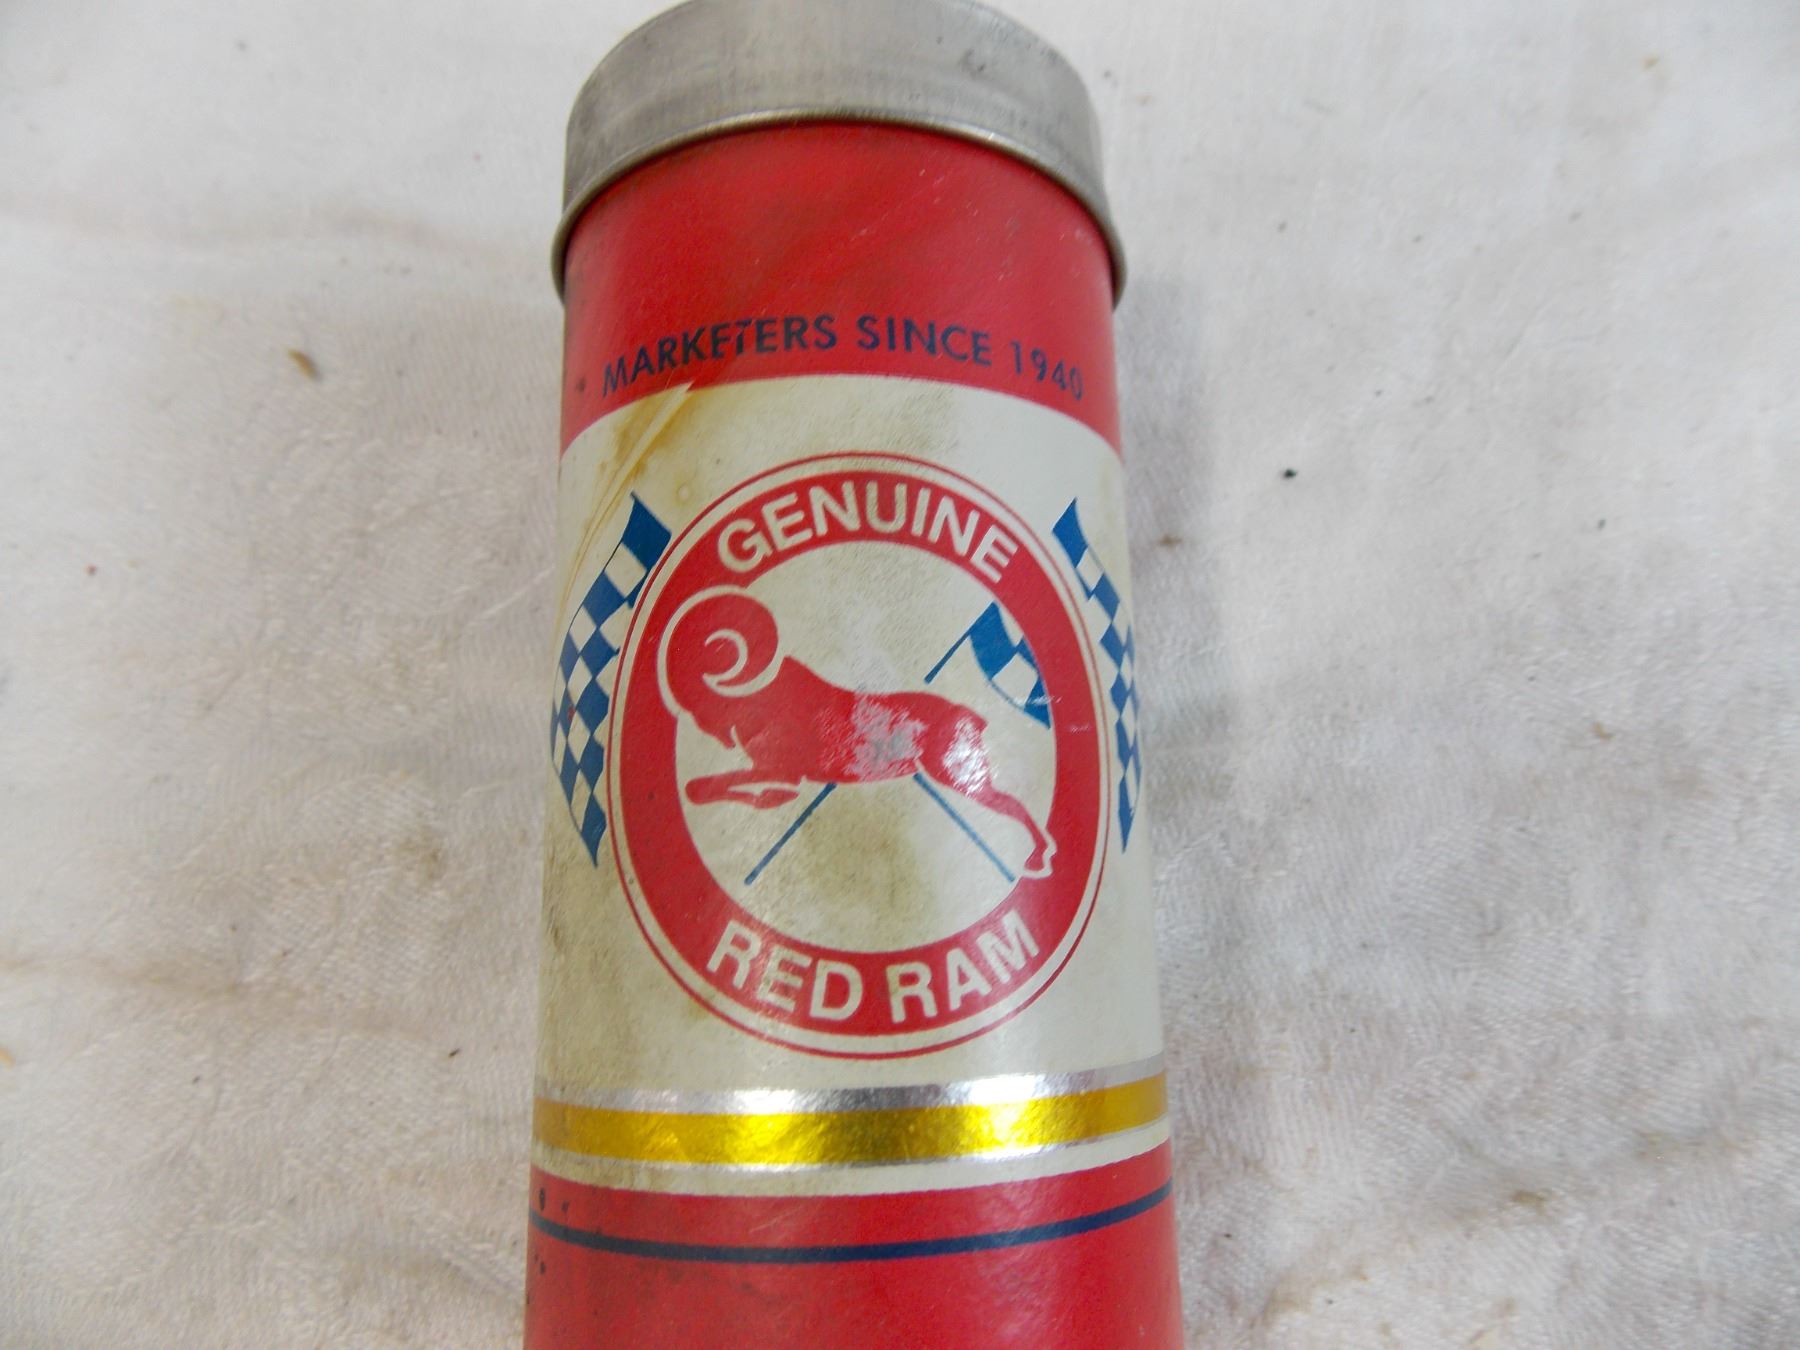 MARKETERS SINCE 1940
GENUINE
RED RAM